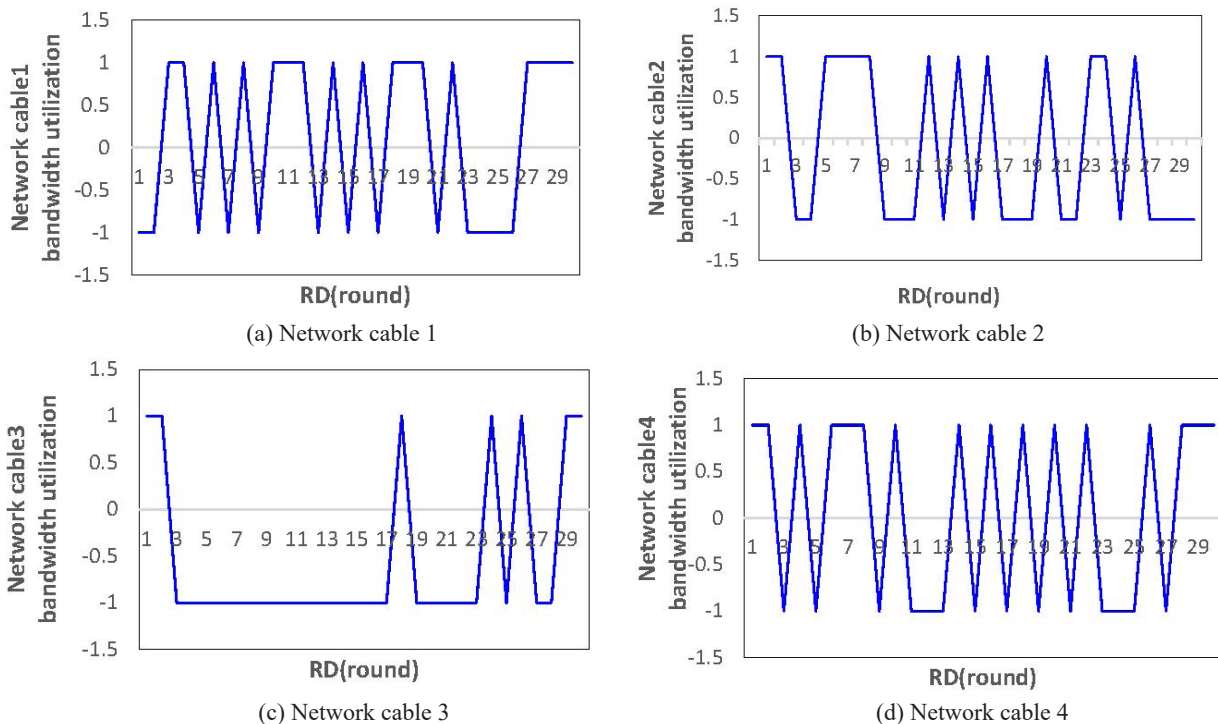 Network cable1
bandwidth utilization
1.5
1
0.5
0
-0.5
-1
-1.5
1 3 5 7 9 11 13 15 17 19 21 23 25 27 29
RD(round)
(a) Network cable 1
Network cable2
bandwidth utilization
1.5
1
0.5
0
-0.5
-1
-1.5
1 3 5 7 9 11 13 15 17 19 21 23 25 27 29
RD(round)
(b) Network cable 2
Network cable3
bandwidth utilization
1.5
1
0.5
0
-0.5
-1
-1.5
1 3 5 7 9 11 13 15 17 19 21 23 25 27 29
RD(round)
(c) Network cable 3
Network cable4
bandwidth utilization
1.5
1
0.5
0
-0.5
-1
-1.5
1 3 5 7 9 11 13 15 17 19 21 23 25 27 29
RD(round)
(d) Network cable 4